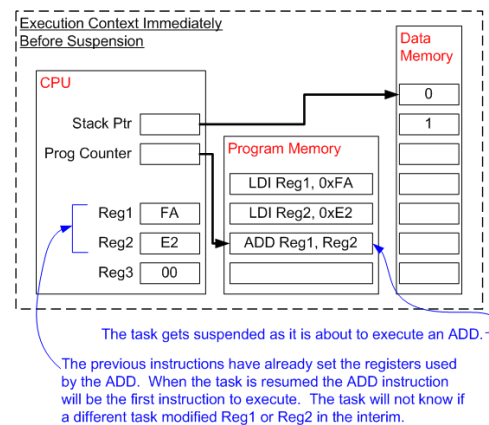 Execution Context Immediately
Before Suspension
Data
Memory
CPU
0
Stack Ptr
1
Prog Counter
Program Memory
LDI Reg1, 0xFA
Reg1 FA
LDI Reg2, 0xE2
Reg2 E2
ADD Reg1, Reg2
Reg3 00
The task gets suspended as it is about to execute an ADD.
The previous instructions have already set the registers used
by the ADD. When the task is resumed the ADD instruction
will be the first instruction to execute. The task will not know if
a different task modified Reg1 or Reg2 in the interim.